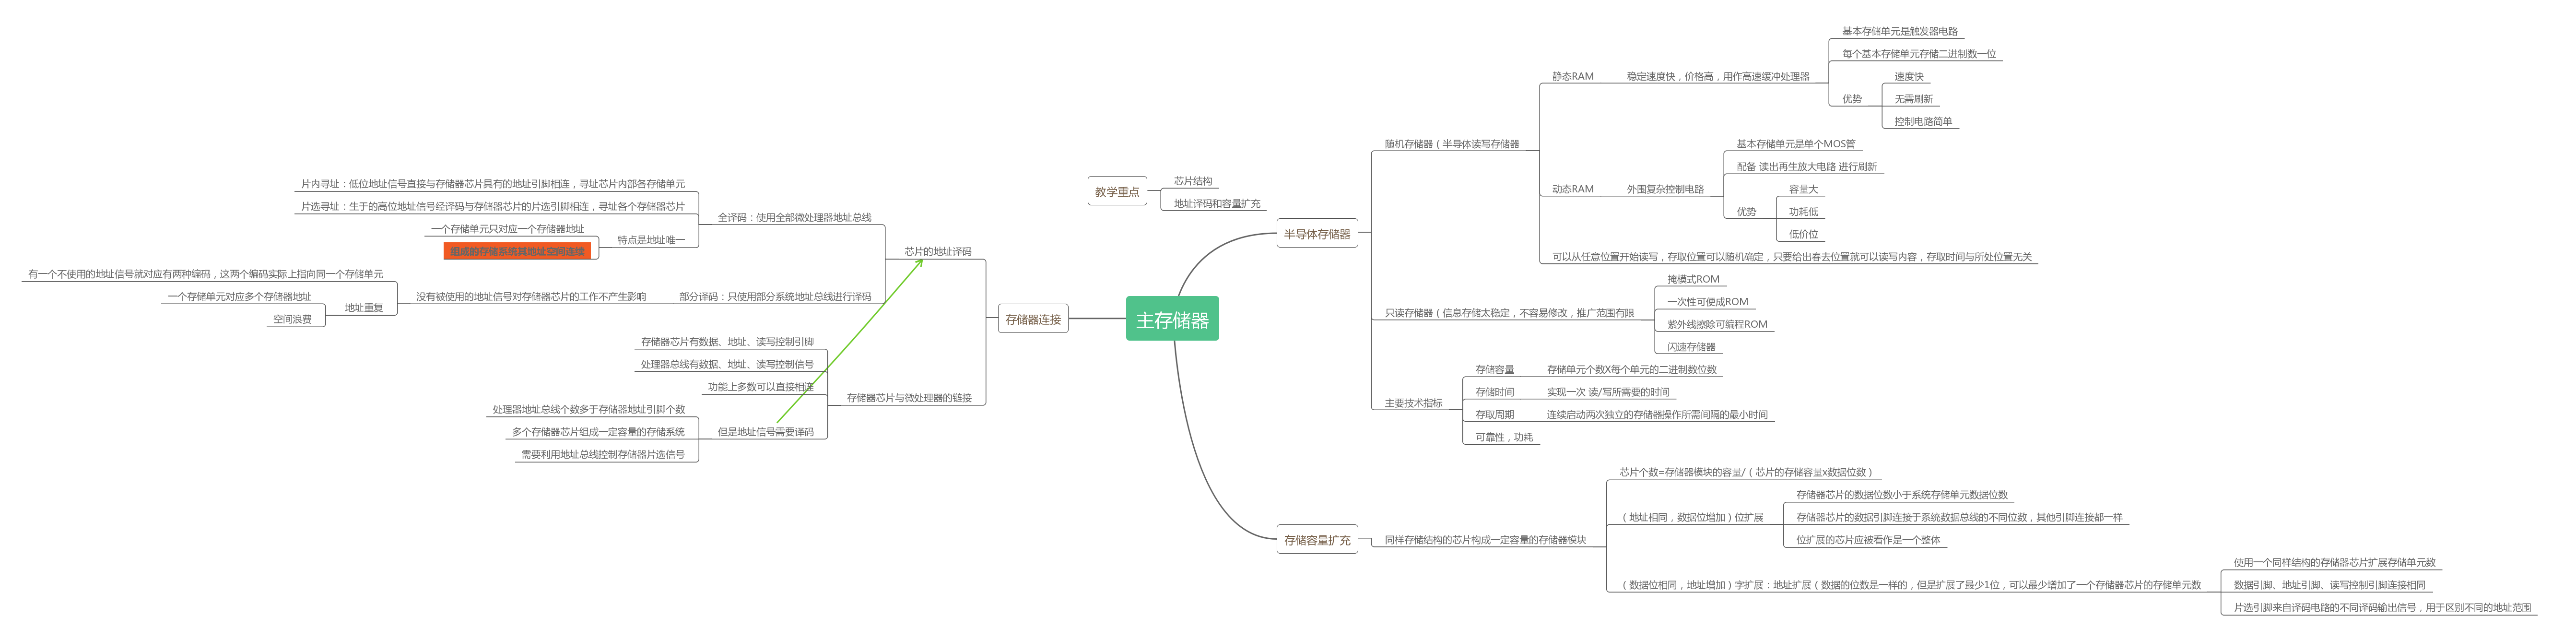 主存储器
教学重点
芯片结构
地址译码和容量扩充
半导体存储器
随机存储器（半导体读写存储器
静态RAM
稳定速度快，价格高，用作高速缓冲处理器
基本存储单元是触发器电路
每个基本存储单元存储二进制数一位
优势
速度快
无需刷新
控制电路简单
动态RAM
外围复杂控制电路
基本存储单元是单个MOS管
配备 读出再生放大电路 进行刷新
优势
容量大
功耗低
低价位
可以从任意位置开始读写，存取位置可以随机确定，只要给出春去位置就可以读写内容，存取时间与所处位置无关
只读存储器（信息存储太稳定，不容易修改，推广范围有限
掩模式ROM
一次性可便成ROM
紫外线擦除可编程ROM
闪速存储器
主要技术指标
存储容量
存储单元个数X每个单元的二进制数位数
存储时间
实现一次 读/写所需要的时间
存取周期
连续启动两次独立的存储器操作所需间隔的最小时间
可靠性，功耗
存储容量扩充
同样存储结构的芯片构成一定容量的存储器模块
芯片个数=存储器模块的容量/（芯片的存储容量x数据位数）
（地址相同，数据位增加）位扩展
存储器芯片的数据位数小于系统存储单元数据位数
存储器芯片的数据引脚连接于系统数据总线的不同位数，其他引脚连接都一样
位扩展的芯片应被看作是一个整体
（数据位相同，地址增加）字扩展：地址扩展（数据的位数是一样的，但是扩展了最少1位，可以最少增加了一个存储器芯片的存储单元数
使用一个同样结构的存储器芯片扩展存储单元数
数据引脚、地址引脚、读写控制引脚连接相同
片选引脚来自译码电路的不同译码输出信号，用于区别不同的地址范围
存储器连接
芯片的地址译码
全译码：使用全部微处理器地址总线
片内寻址：低位地址信号直接与存储器芯片具有的地址引脚相连，寻址芯片内部各存储单元
片选寻址：生于的高位地址信号经译码与存储器芯片的片选引脚相连，寻址各个存储器芯片
特点是地址唯一
一个存储单元只对应一个存储器地址
组成的存储系统其地址空间连续
部分译码：只使用部分系统地址总线进行译码
没有被使用的地址信号对存储器芯片的工作不产生影响
有一个不使用的地址信号就对应有两种编码，这两个编码实际上指向同一个存储单元
地址重复
一个存储单元对应多个存储器地址
空间浪费
存储器芯片与微处理器的链接
存储器芯片有数据、地址、读写控制引脚
处理器总线有数据、地址、读写控制信号
功能上多数可以直接相连
但是地址信号需要译码
处理器地址总线个数多于存储器地址引脚个数
多个存储器芯片组成一定容量的存储系统
需要利用地址总线控制存储器片选信号